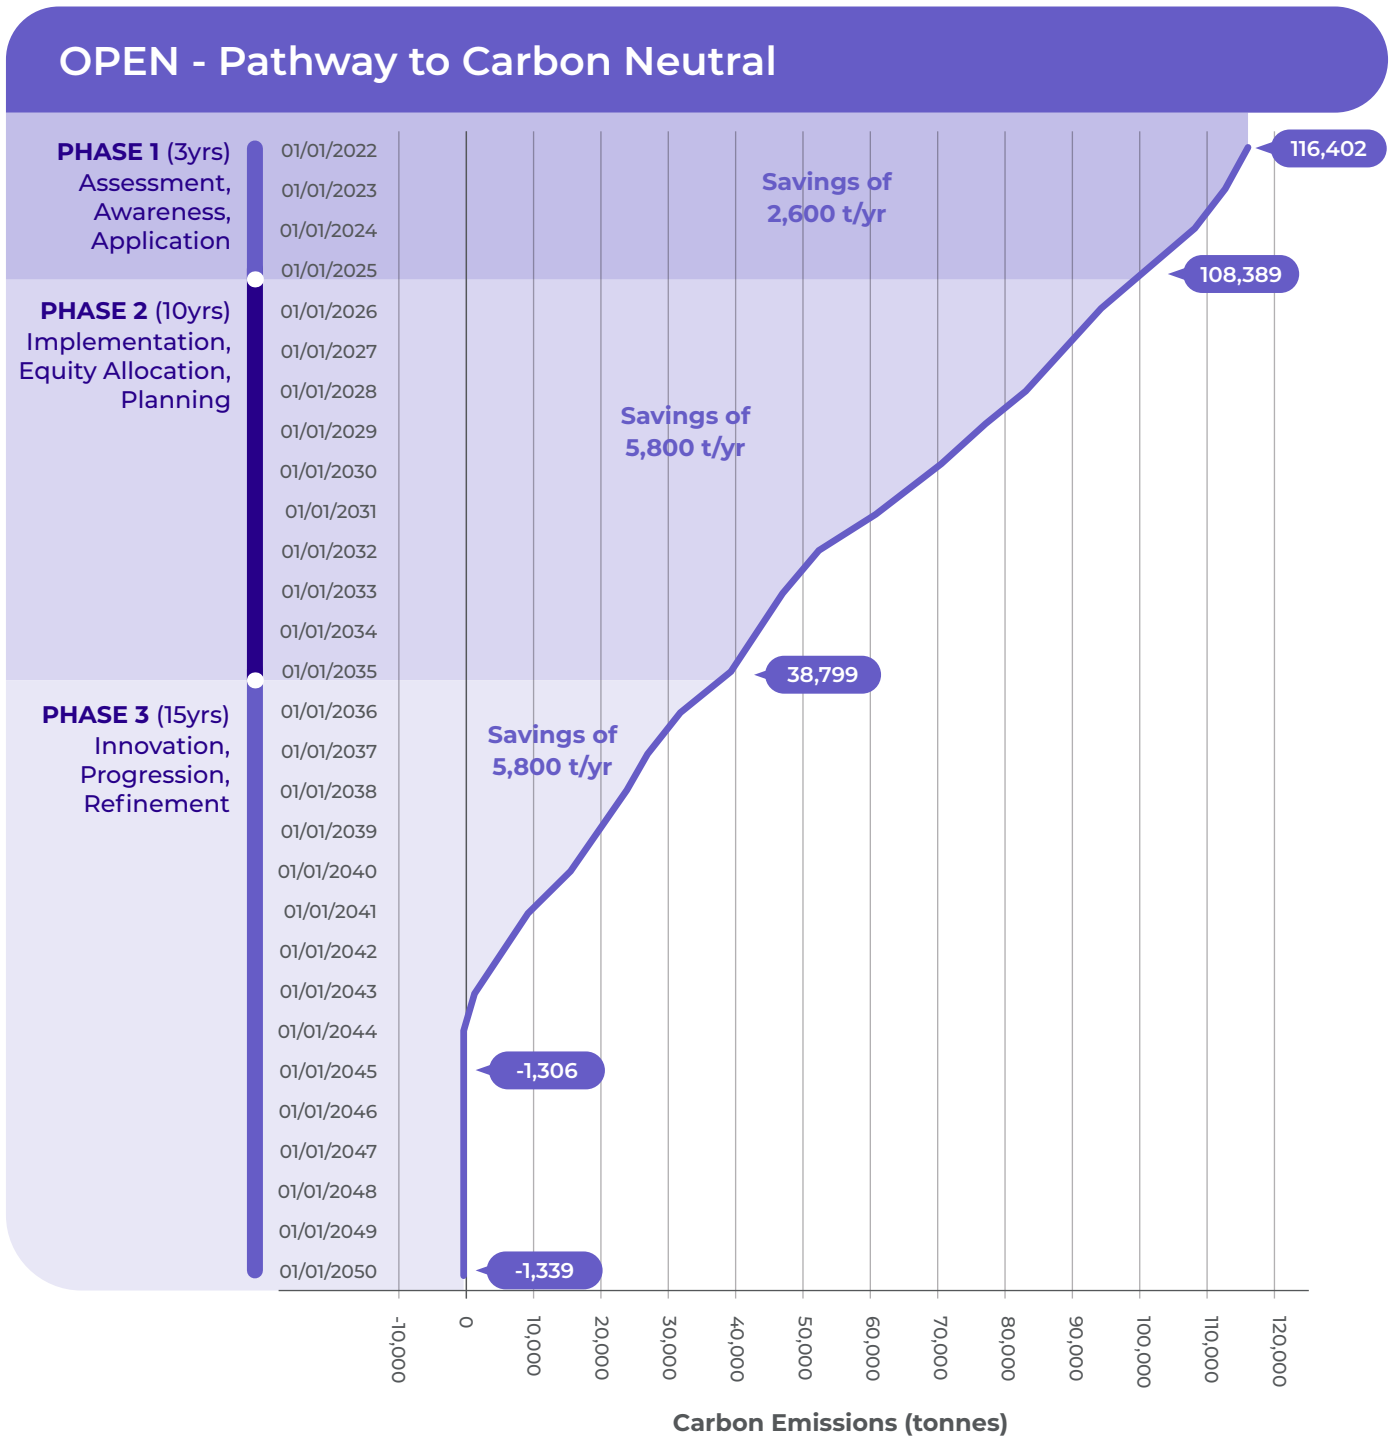 OPEN - Pathway to Carbon Neutral
PHASE 1 (3yrs)
Assessment,
Awareness,
Application
PHASE 2 (10yrs)
Implementation,
Equity Allocation,
Planning
PHASE 3 (15yrs)
Innovation,
Progression,
Refinement
01/01/2022
01/01/2023
01/01/2024
01/01/2025
01/01/2026
01/01/2027
01/01/2028
01/01/2029
01/01/2030
01/01/2031
01/01/2032
01/01/2033
01/01/2034
01/01/2035
01/01/2036
01/01/2037
01/01/2038
01/01/2039
01/01/2040
01/01/2041
01/01/2042
01/01/2043
01/01/2044
01/01/2045
01/01/2046
01/01/2047
01/01/2048
01/01/2049
01/01/2050
Savings of
2,600 t/yr
Savings of
5,800 t/yr
Savings of
5,800 t/yr
116,402
108,389
38,799
-1,306
-1,339
-10,000
0
10,000
20,000
30,000
40,000
50,000
60,000
70,000
80,000
90,000
100,000
110,000
120,000
Carbon Emissions (tonnes)